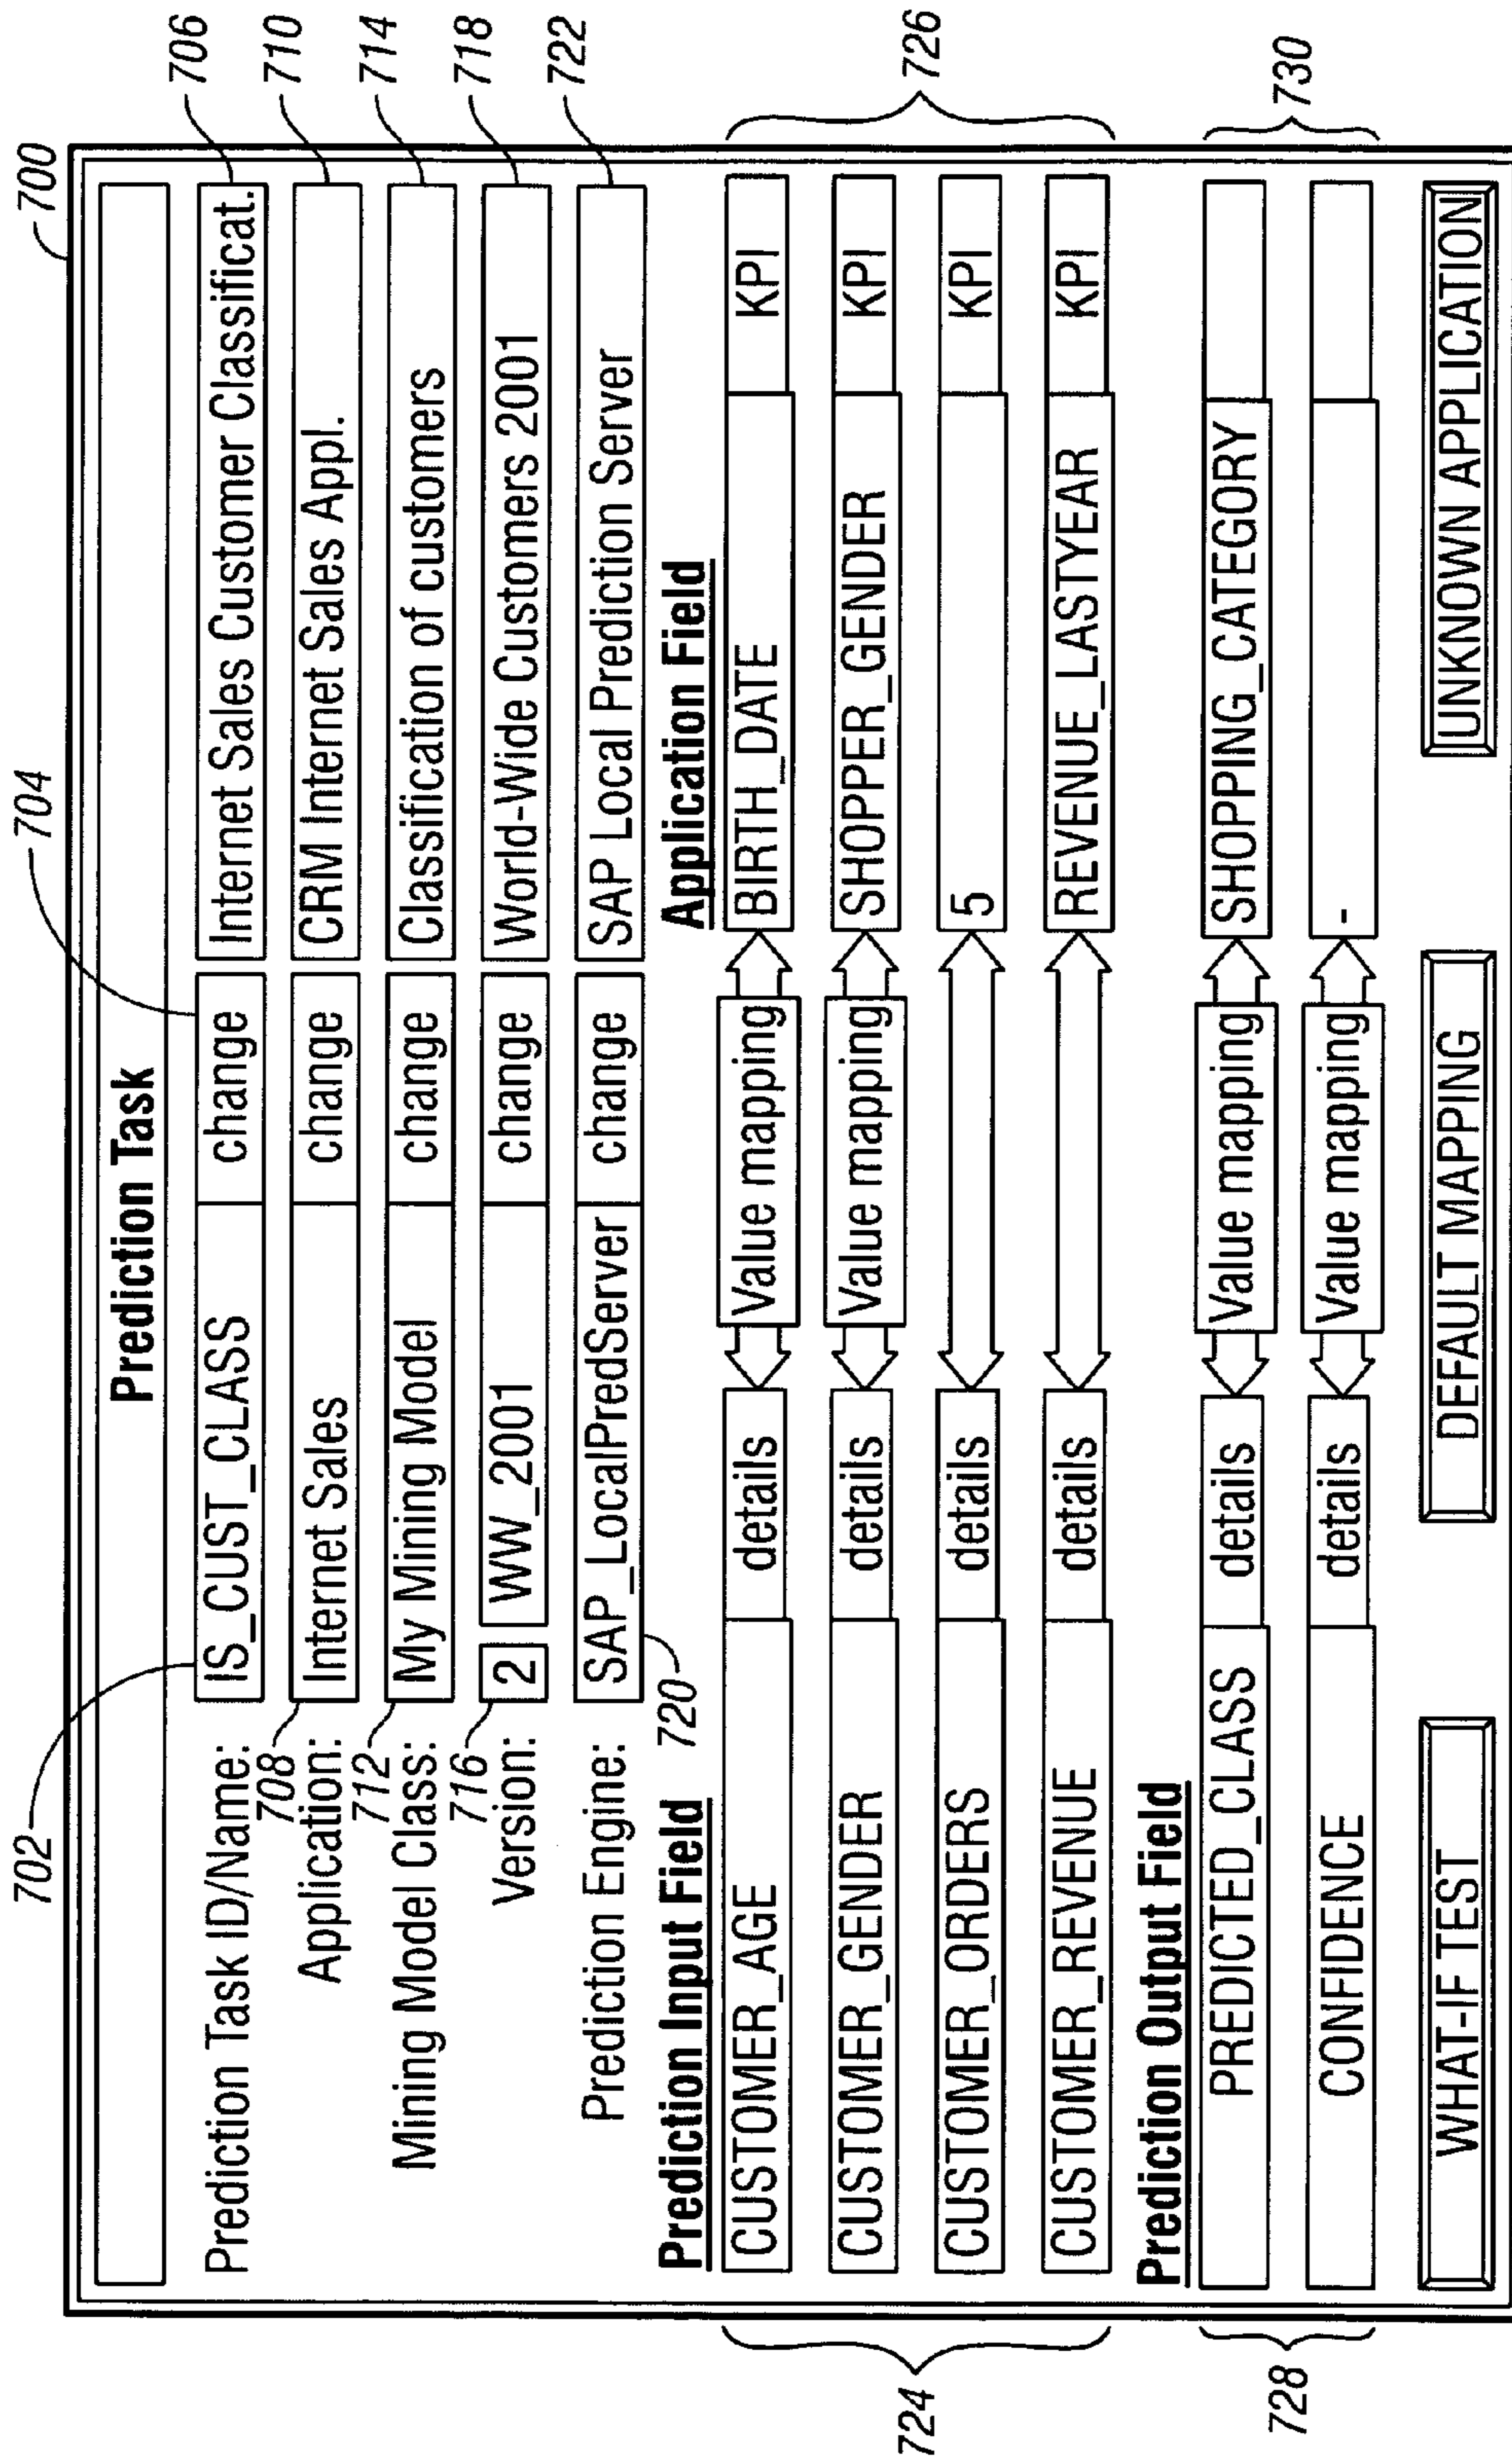 700
Prediction Task
702
704
Prediction Task ID/Name: IS_CUST_CLASS change Internet Sales Customer Classificat. 706
708
Application: Internet Sales change CRM Internet Sales Appl. 710
712
Mining Model Class: My Mining Model change Classification of customers 714
716
Version: 2 WW_2001 change World-Wide Customers 2001 718
Prediction Engine: SAP_LocalPredServer change SAP Local Prediction Server 722
720
Prediction Input Field Application Field
CUSTOMER_AGE details Value mapping BIRTH_DATE KPI
CUSTOMER_GENDER details Value mapping SHOPPER_GENDER KPI
724 726
CUSTOMER_ORDERS details 5 KPI
CUSTOMER_REVENUE details REVENUE_LASTYEAR KPI
Prediction Output Field
PREDICTED_CLASS details Value mapping SHOPPING_CATEGORY
728 730
CONFIDENCE details Value mapping -
WHAT-IF TEST DEFAULT MAPPING UNKNOWN APPLICATION